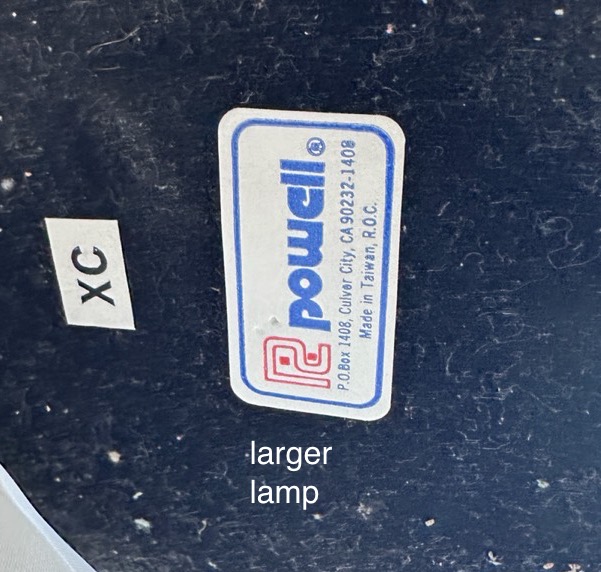 XC
powell®
P.O.Box 1408, Culver City, CA 90232-1408
Made in Taiwan, R.O.C.
larger
lamp